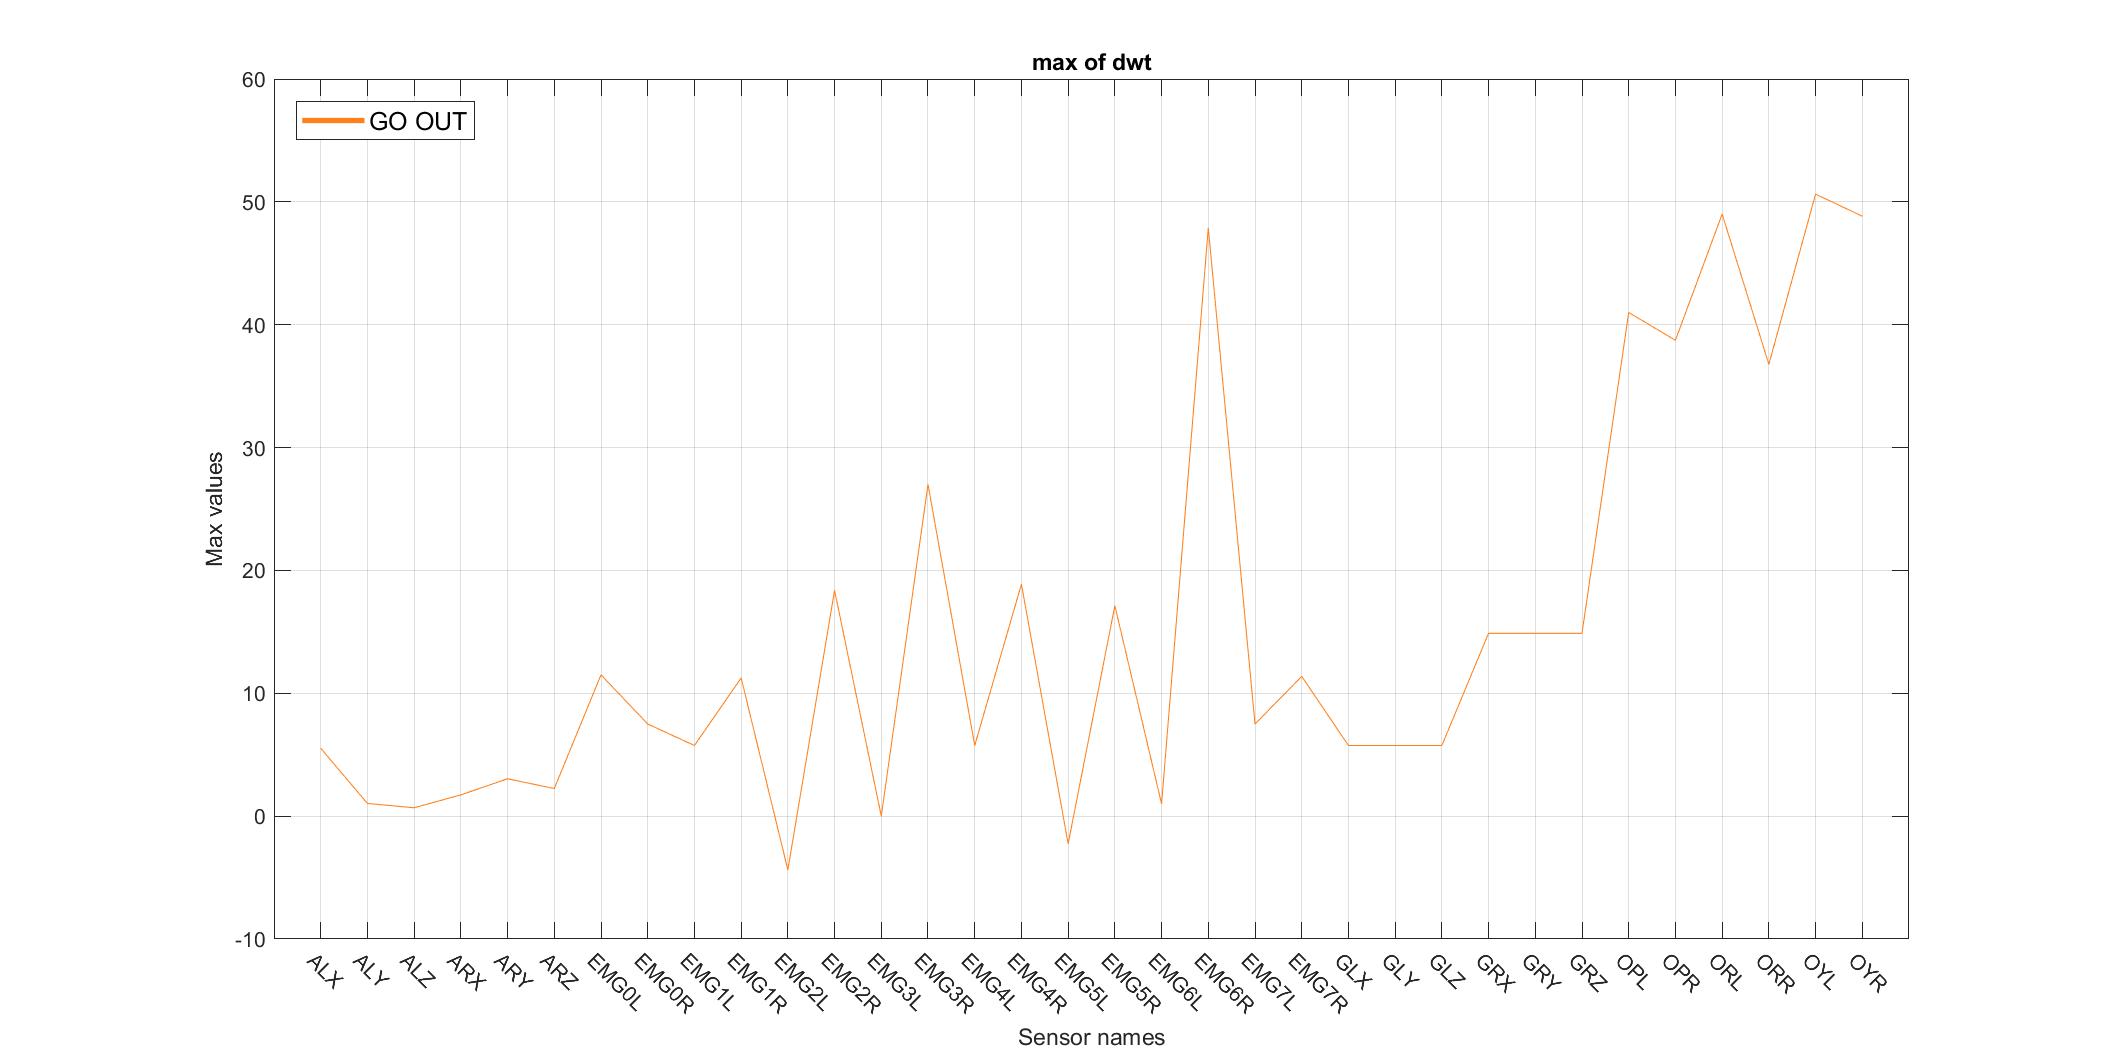 max of dwt
60
GO OUT
50
40
30
20
10
0
-10
Max values
ALX ALY ALZ ARX ARY ARZ EMG0L EMG0R EMG1L EMG1R EMG2L EMG2R EMG3L EMG3R EMG4L EMG4R EMG5L EMG5R EMG6L EMG6R EMG7L EMG7R GLX GLY GLZ GRX GRY GRZ OPL OPR ORL ORR OYL OYR
Sensor names